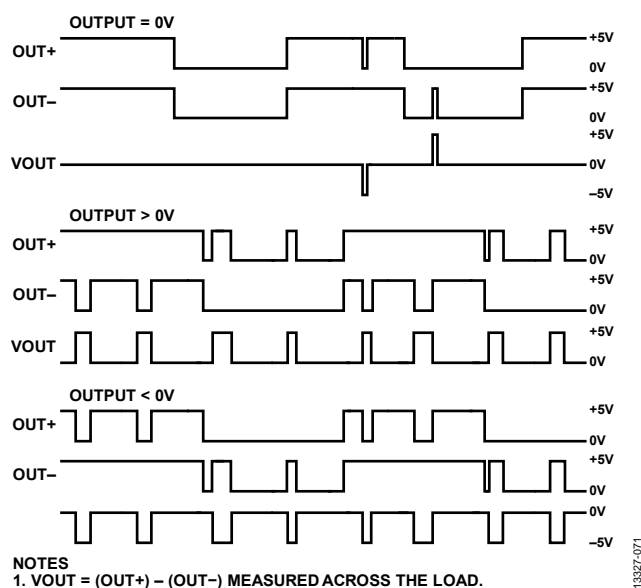 OUTPUT = 0V
OUT+
+5V
0V
OUT–
+5V
0V
VOUT
+5V
0V
–5V
OUTPUT > 0V
OUT+
+5V
0V
OUT–
+5V
0V
VOUT
+5V
0V
OUTPUT < 0V
OUT+
+5V
0V
OUT–
+5V
0V
0V
–5V
NOTES
1. VOUT = (OUT+) – (OUT–) MEASURED ACROSS THE LOAD.
13327-071